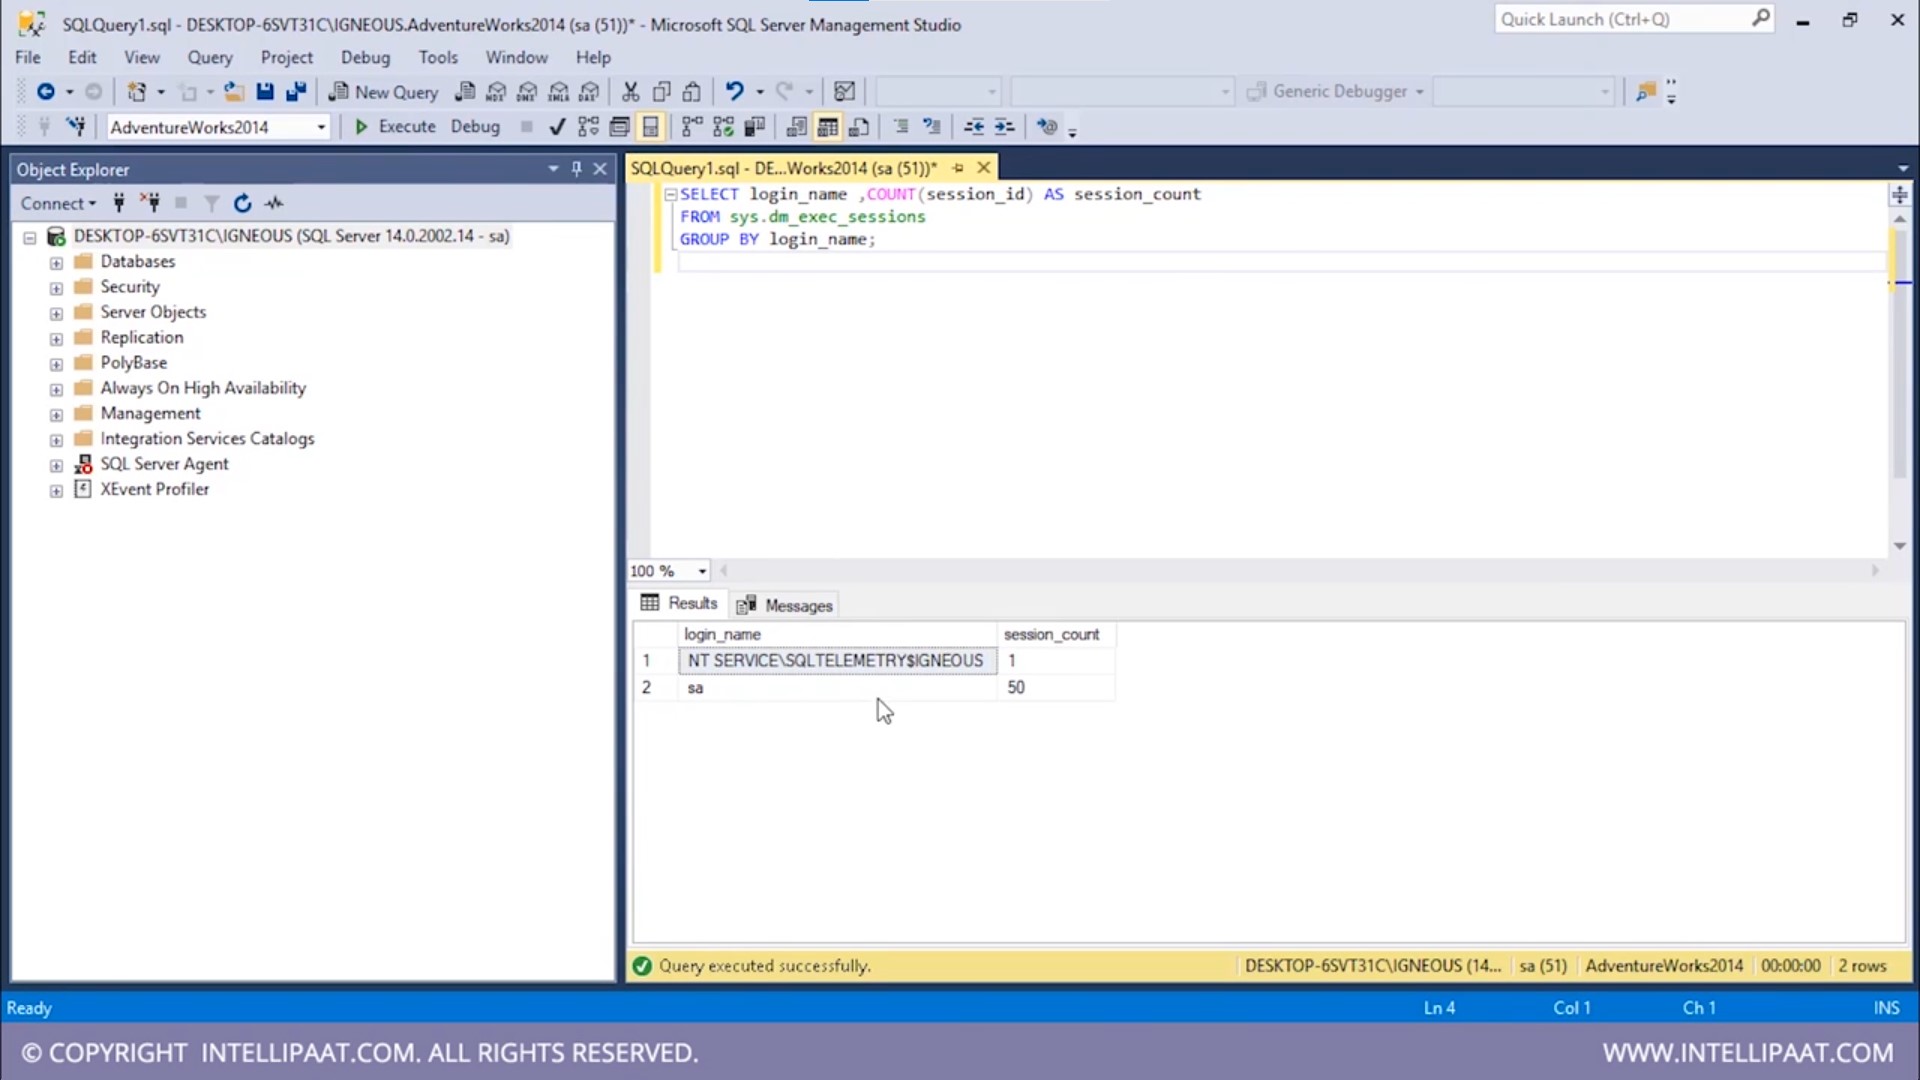 SQLQuery1.sql - DESKTOP-6SVT31C\IGNEOUS.AdventureWorks2014 (sa (51))* - Microsoft SQL Server Management Studio
Quick Launch (Ctrl+Q)
File Edit View Query Project Debug Tools Window Help
New Query
MDX DMX XMLA DAX
Generic Debugger
AdventureWorks2014
Execute Debug
Object Explorer
Connect
DESKTOP-6SVT31C\IGNEOUS (SQL Server 14.0.2002.14 - sa)
Databases
Security
Server Objects
Replication
PolyBase
Always On High Availability
Management
Integration Services Catalogs
SQL Server Agent
XEvent Profiler
SQLQuery1.sql - DE...Works2014 (sa (51))*
SELECT login_name ,COUNT(session_id) AS session_count
FROM sys.dm_exec_sessions
GROUP BY login_name;
100 %
Results Messages
login_name session_count
1 NT SERVICE\SQLTELEMETRY$IGNEOUS 1
2 sa 50
Query executed successfully.
DESKTOP-6SVT31C\IGNEOUS (14... sa (51) AdventureWorks2014 00:00:00 2 rows
Ready Ln 4 Col 1 Ch 1 INS
© COPYRIGHT INTELLIPAAT.COM. ALL RIGHTS RESERVED. WWW.INTELLIPAAT.COM